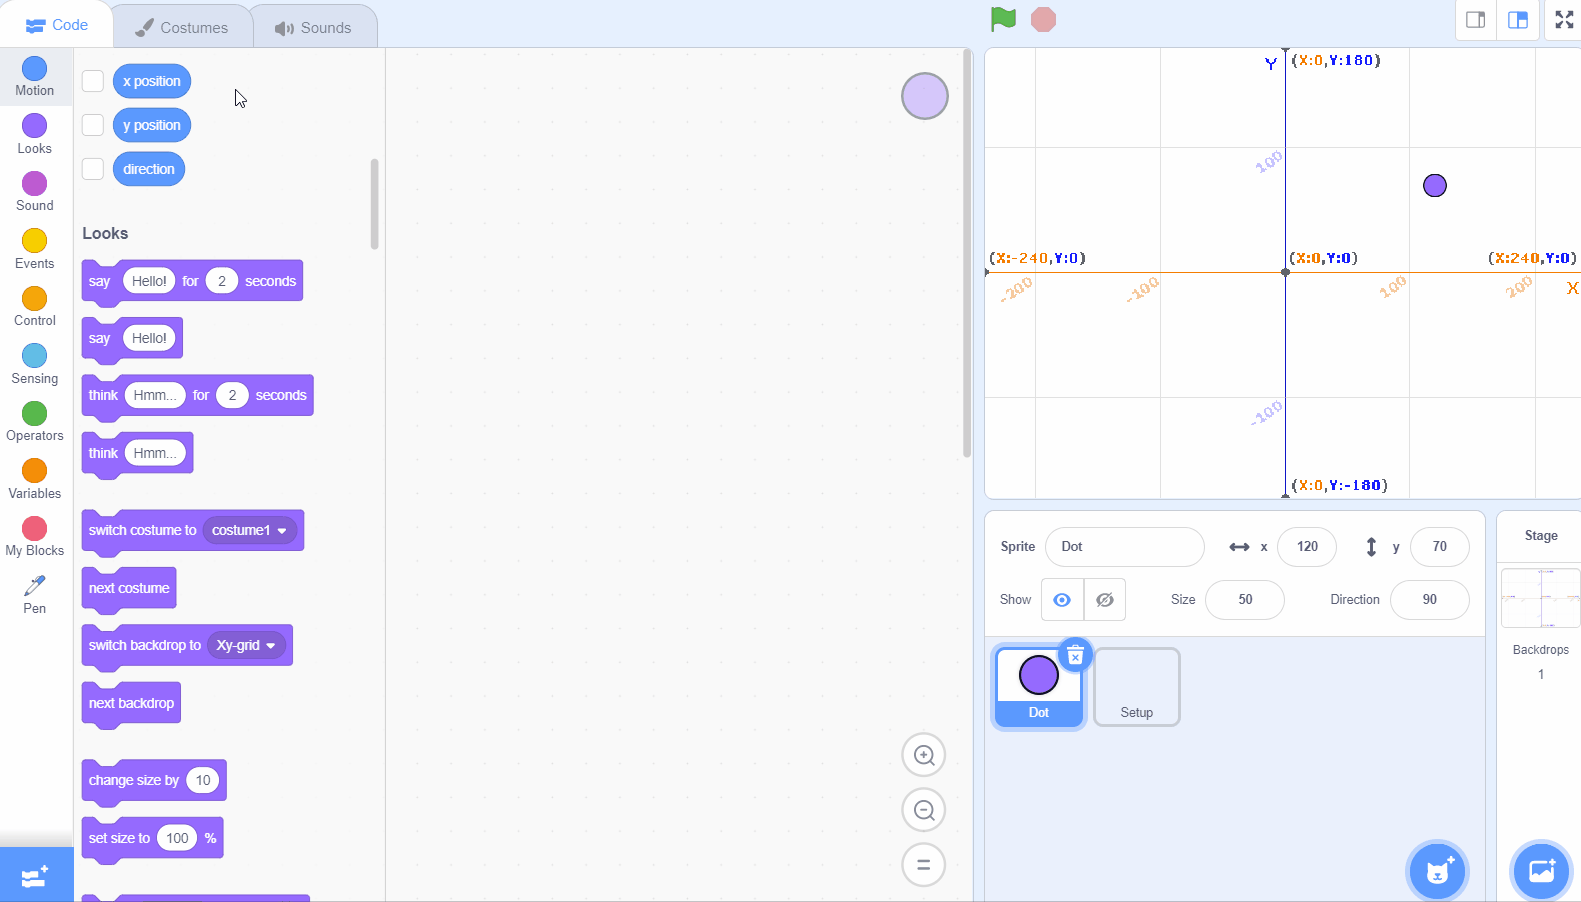 Code
Costumes
Sounds
Motion
Looks
Sound
Events
Control
Sensing
Operators
Variables
My Blocks
Pen
x position
y position
direction
Looks
say Hello! for 2 seconds
say Hello!
think Hmm... for 2 seconds
think Hmm...
switch costume to costume1
next costume
switch backdrop to Xy-grid
next backdrop
change size by 10
set size to 100 %
Y (X:0,Y:180)
100
(X:-240,Y:0) (X:0,Y:0) (X:240,Y:0)
-200 -100 100 200 X
-100
(X:0,Y:-180)
Sprite Dot x 120 y 70
Show Size 50 Direction 90
Dot
Setup
Stage
Backdrops
1